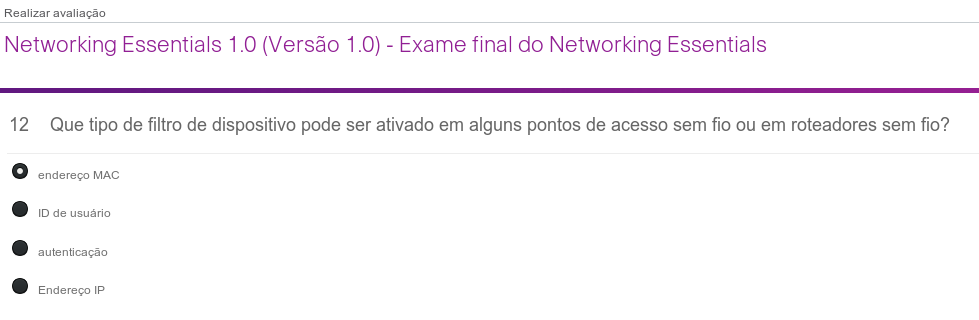 Realizar avaliação
Networking Essentials 1.0 (Versão 1.0) - Exame final do Networking Essentials
12 Que tipo de filtro de dispositivo pode ser ativado em alguns pontos de acesso sem fio ou em roteadores sem fio?
endereço MAC
ID de usuário
autenticação
Endereço IP